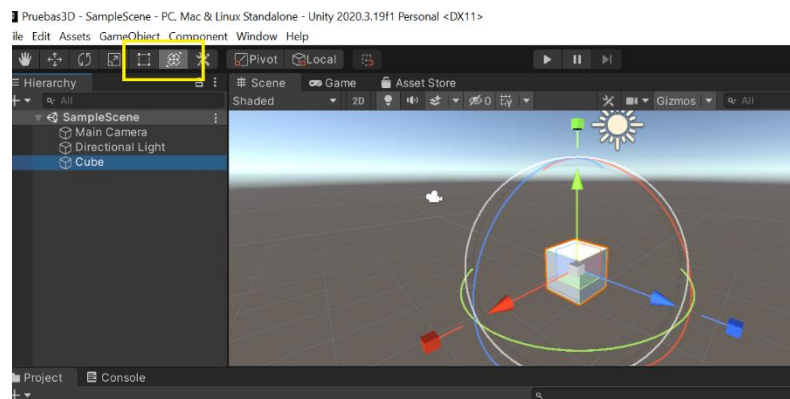 Pruebas3D - SampleScene - PC, Mac & Linux Standalone - Unity 2020.3.19f1 Personal <DX11>
ile Edit Assets GameObject Component Window Help
Pivot Local
Hierarchy # Scene Game Asset Store
All Shaded 2D 0 Gizmos All
SampleScene
Main Camera
Directional Light
Cube
Project Console